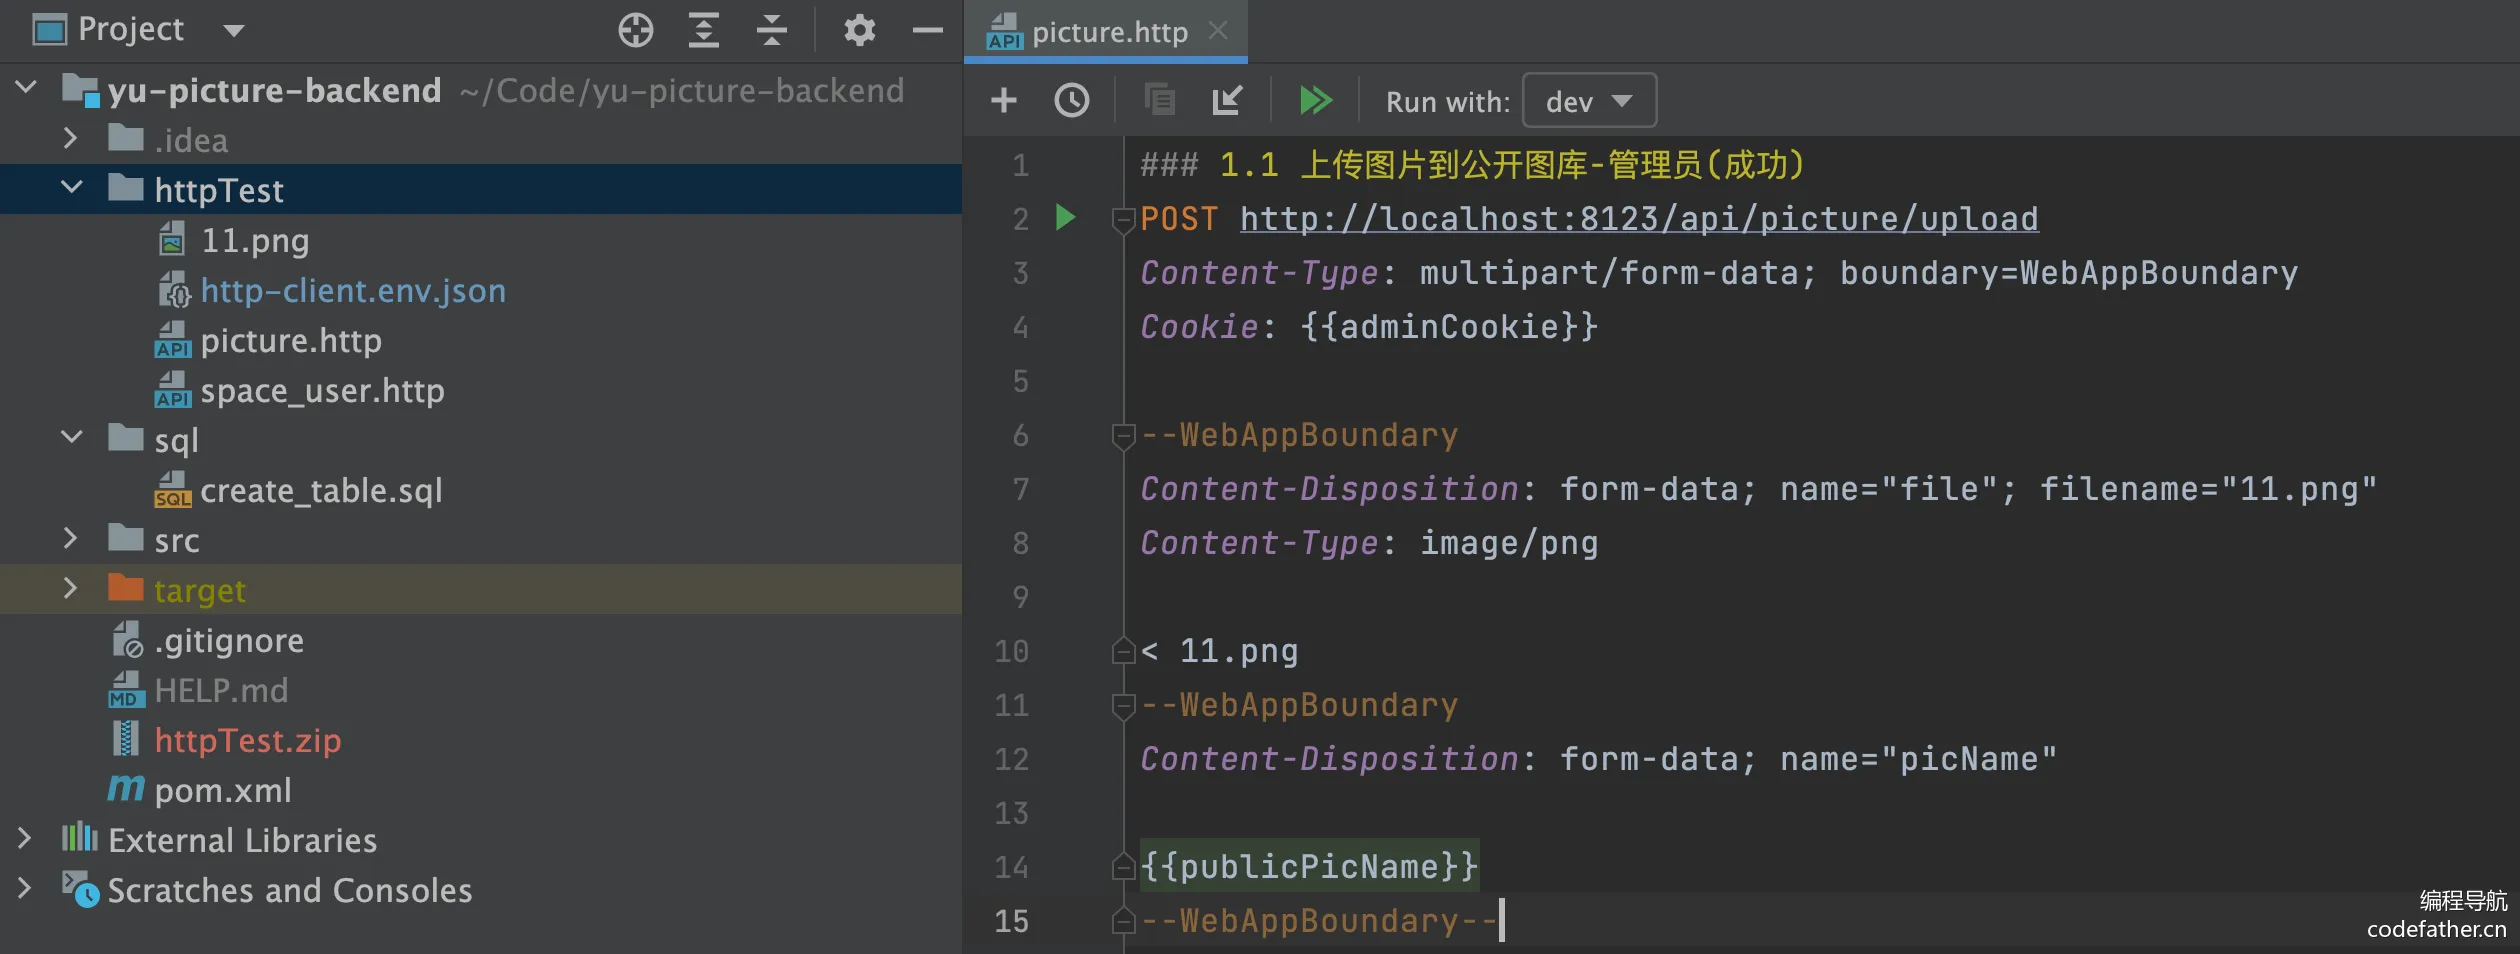 Project
yu-picture-backend ~/Code/yu-picture-backend
.idea
httpTest
11.png
http-client.env.json
picture.http
API
space_user.http
API
sql
create_table.sql
SQL
src
target
.gitignore
HELP.md
MD
httpTest.zip
pom.xml
m
External Libraries
Scratches and Consoles
API picture.http
Run with: dev
1 ### 1.1 上传图片到公开图库-管理员(成功)
2 POST http://localhost:8123/api/picture/upload
3 Content-Type: multipart/form-data; boundary=WebAppBoundary
4 Cookie: {{adminCookie}}
5
6 --WebAppBoundary
7 Content-Disposition: form-data; name="file"; filename="11.png"
8 Content-Type: image/png
9
10 < 11.png
11 --WebAppBoundary
12 Content-Disposition: form-data; name="picName"
13
14 {{publicPicName}}
15 --WebAppBoundary--
编程导航
codefather.cn